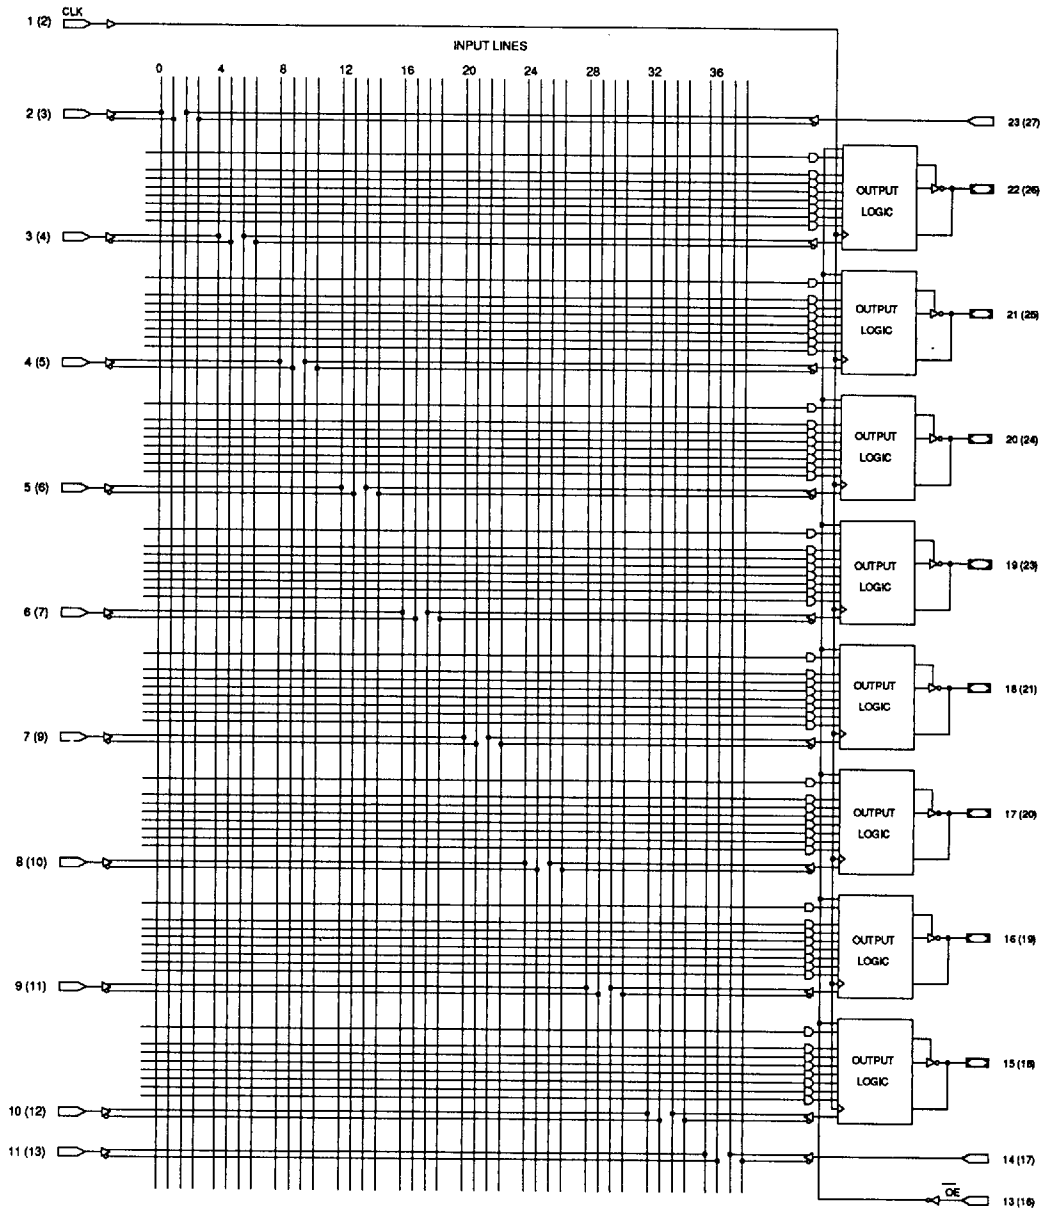 CLK
1 (2)
INPUT LINES
0 4 8 12 16 20 24 28 32 36
2 (3)
23 (27)
OUTPUT
LOGIC
22 (26)
3 (4)
OUTPUT
LOGIC
21 (25)
4 (5)
OUTPUT
LOGIC
20 (24)
5 (6)
OUTPUT
LOGIC
19 (23)
6 (7)
OUTPUT
LOGIC
18 (21)
7 (9)
OUTPUT
LOGIC
17 (20)
8 (10)
OUTPUT
LOGIC
16 (19)
9 (11)
OUTPUT
LOGIC
15 (18)
10 (12)
11 (13)
14 (17)
OE
13 (16)